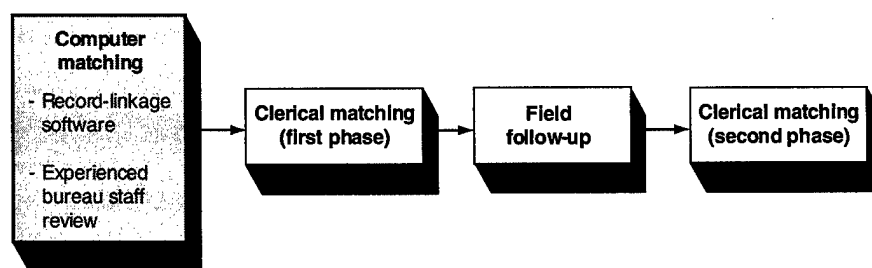 Computer
matching
- Record-linkage
software
- Experienced
bureau staff
review
Clerical matching
(first phase)
Field
follow-up
Clerical matching
(second phase)